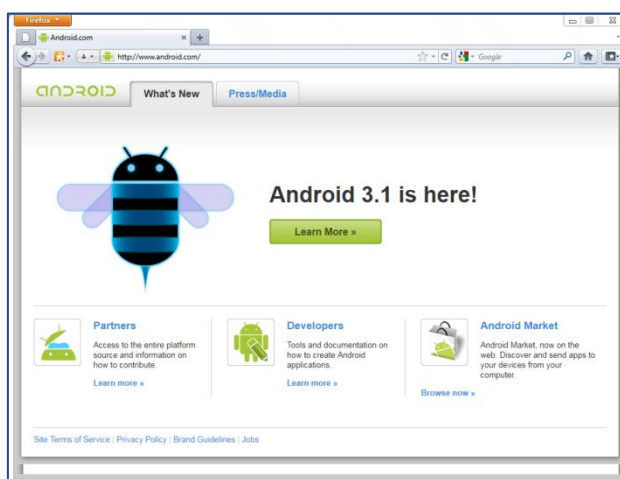 Firefox
Android.com
http://www.android.com/
Google
ANDROID
What's New
Press/Media
Android 3.1 is here!
Learn More »
Partners
Access to the entire platform
source and information on
how to contribute.
Learn more »
Developers
Tools and documentation on
how to create Android
applications.
Learn more »
Android Market
Android Market, now on the
web. Discover and send apps to
your devices from your
computer.
Browse now »
Site Terms of Service | Privacy Policy | Brand Guidelines | Jobs